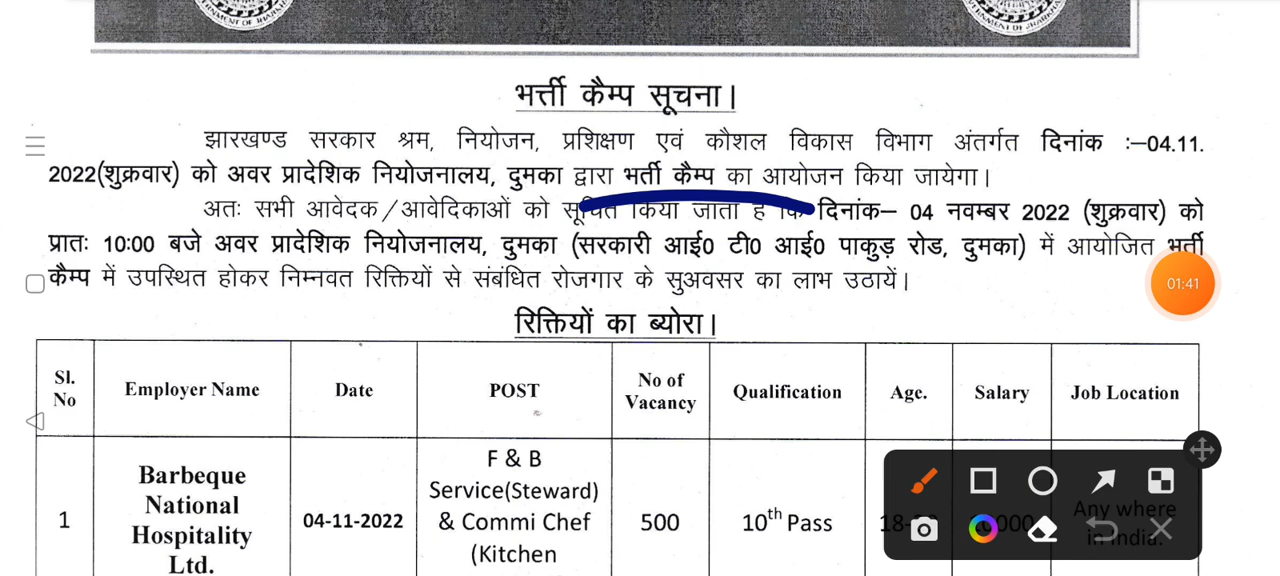 भर्त्ती कैम्प सूचना।
झारखण्ड सरकार श्रम, नियोजन, प्रशिक्षण एवं कौशल विकास विभाग अंतर्गत दिनांक :–04.11.
2022(शुक्रवार) को अवर प्रादेशिक नियोजनालय, दुमका द्वारा भर्ती कैम्प का आयोजन किया जायेगा।
अतः सभी आवेदक/आवेदिकाओं को सूचित किया जाता है कि दिनांक– 04 नवम्बर 2022 (शुक्रवार) को
प्रातः 10:00 बजे अवर प्रादेशिक नियोजनालय, दुमका (सरकारी आई0 टी0 आई0 पाकुड़ रोड, दुमका) में आयोजित भर्ती
कैम्प में उपस्थित होकर निम्नवत रिक्तियों से संबंधित रोजगार के सुअवसर का लाभ उठायें।
01:41
रिक्तियों का ब्योरा।
Sl. No
Employer Name
Date
POST
No of Vacancy
Qualification
Age.
Salary
Job Location
1
Barbeque
National
Hospitality
Ltd.
04-11-2022
F & B
Service(Steward)
& Commi Chef
(Kitchen
500
10th Pass
Any where
in India.